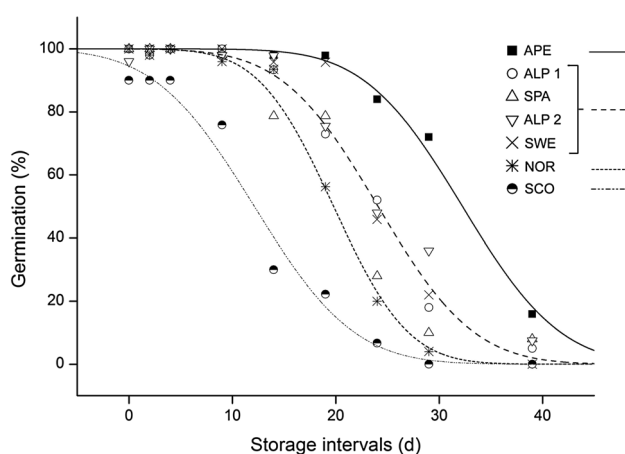 100
80
60
40
20
0
Germination (%)
0 10 20 30 40
Storage intervals (d)
APE
ALP 1
SPA
ALP 2
SWE
NOR
SCO